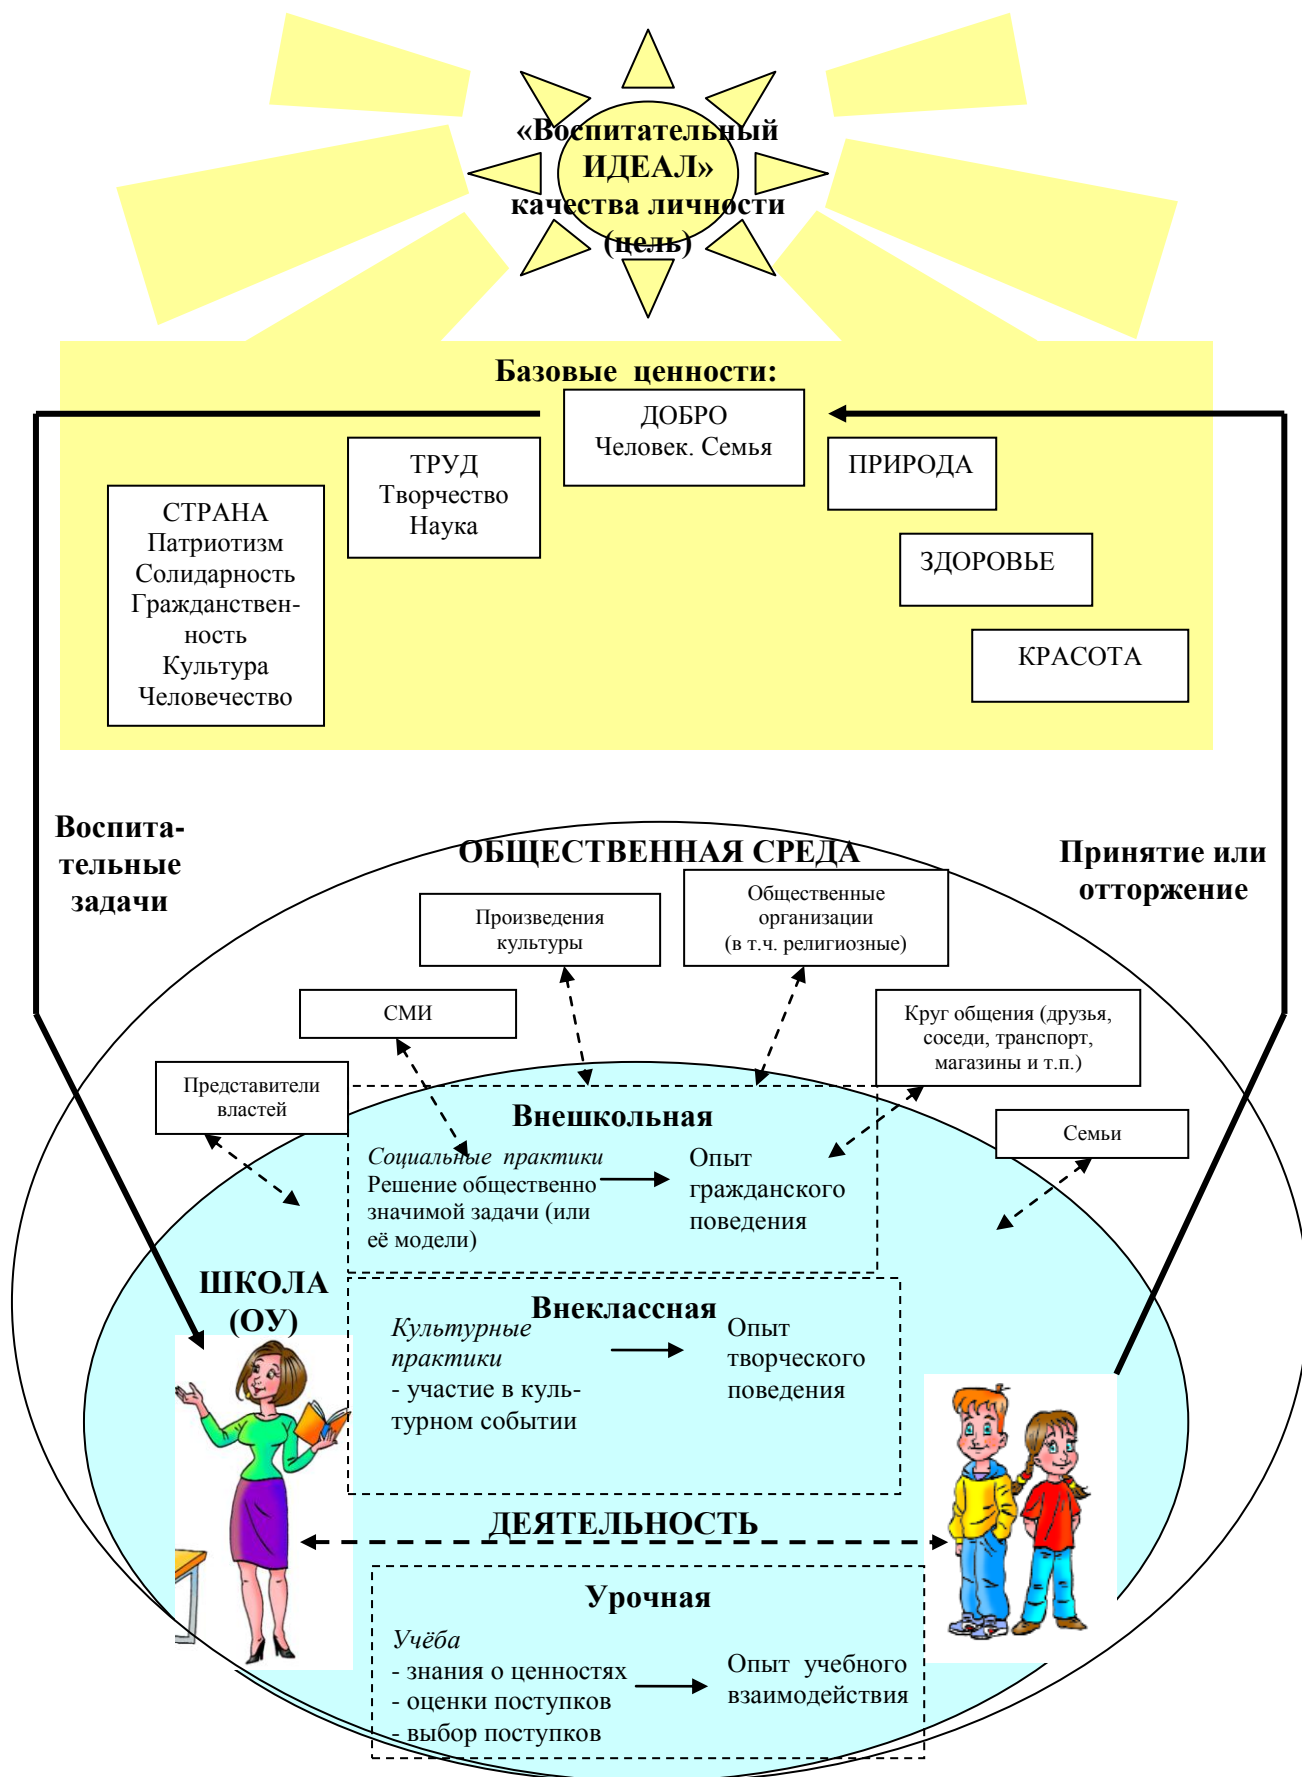 «Воспитательный
ИДЕАЛ»
качества личности
(цель)
Базовые ценности:
ДОБРО
Человек. Семья
ТРУД
Творчество
Наука
ПРИРОДА
СТРАНА
Патриотизм
Солидарность
Гражданствен-
ность
Культура
Человечество
ЗДОРОВЬЕ
КРАСОТА
Воспита-
тельные
задачи
ОБЩЕСТВЕННАЯ СРЕДА
Принятие или
отторжение
Произведения
культуры
Общественные
организации
(в т.ч. религиозные)
СМИ
Круг общения (друзья,
соседи, транспорт,
магазины и т.п.)
Представители
властей
Семьи
Внешкольная
Социальные практики
Решение общественно
значимой задачи (или
её модели)
Опыт
гражданского
поведения
ШКОЛА
(ОУ)
Внеклассная
Культурные
практики
- участие в куль-
турном событии
Опыт
творческого
поведения
ДЕЯТЕЛЬНОСТЬ
Урочная
Учёба
- знания о ценностях
- оценки поступков
- выбор поступков
Опыт учебного
взаимодействия